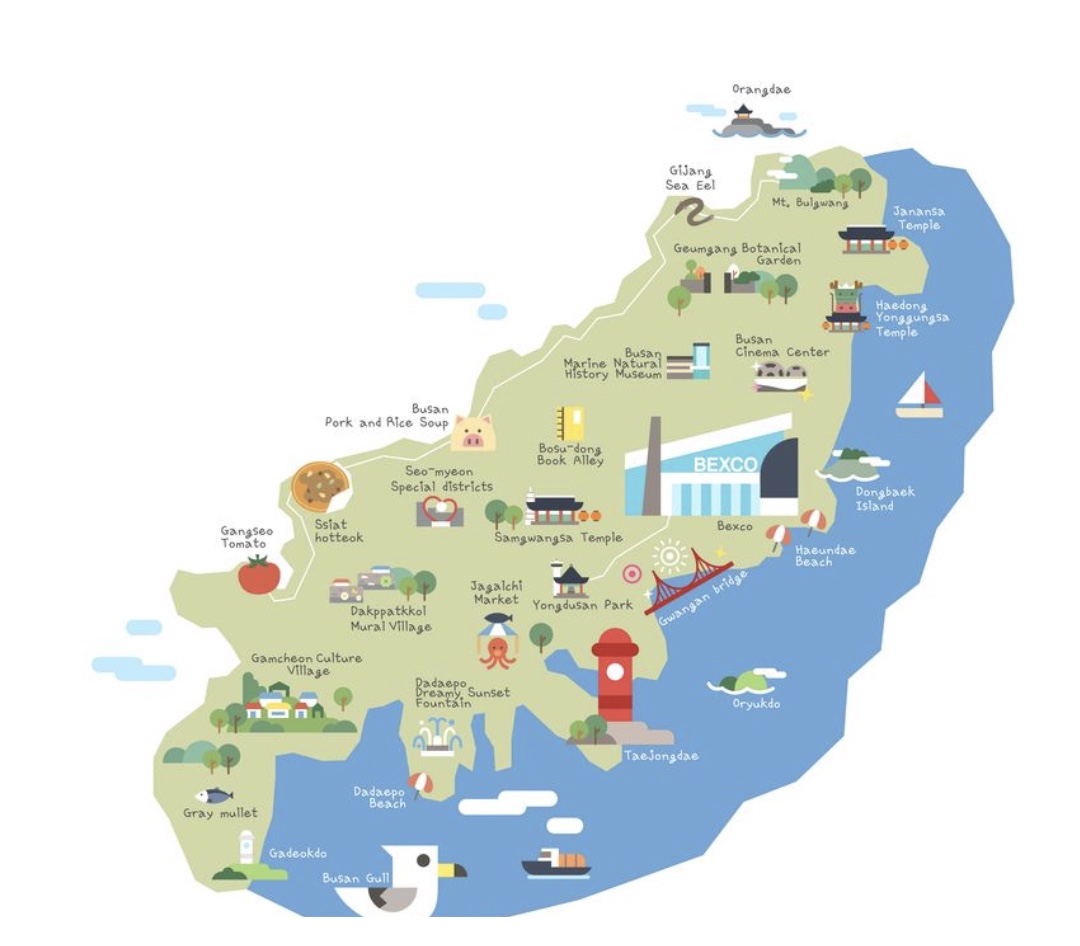 Orangdae
Gijang
Sea Eel
Mt. Bulgwang
Janansa
Temple
Geumgang Botanical
Garden
Haedong
Yonggungsa
Temple
Busan
Marine Natural
History Museum
Busan
Cinema Center
Busan
Pork and Rice Soup
Bosu-dong
Book Alley
BEXCO
Seo-myeon
Special districts
Dongbaek
Island
Ssiat
hotteok
Samgwangsa Temple
Bexco
Gangseo
Tomato
Haeundae
Beach
Jagalchi
Market
Yongdusan Park
Gwangan bridge
Dakppatkkol
Mural Village
Gamcheon Culture
Village
Dadaepo
Dreamy Sunset
Fountain
Oryukdo
Taejongdae
Dadaepo
Beach
Gray mullet
Gadeokdo
Busan Gull